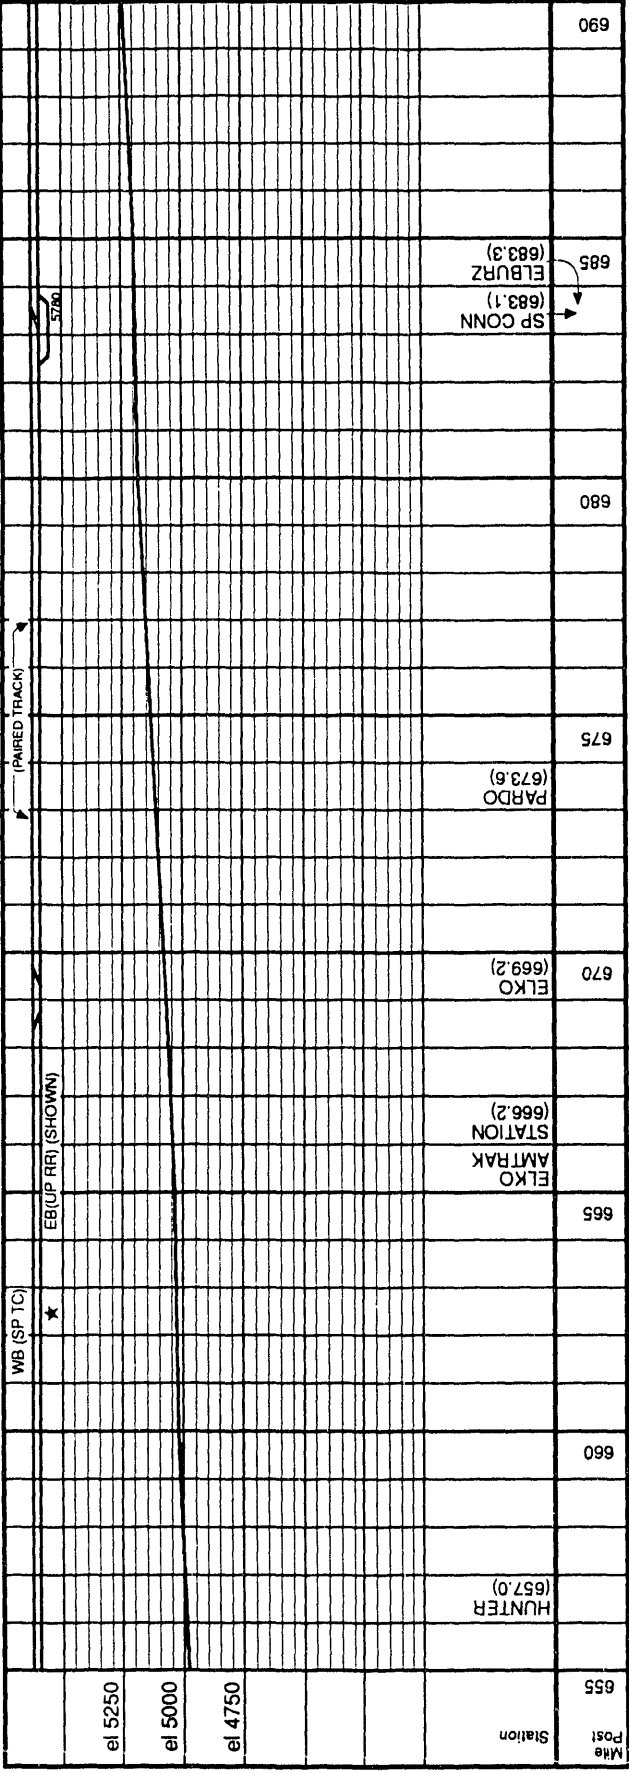 Mile
Post
Station
655
HUNTER
(657.0)
660
665
ELKO
AMTRAK
STATION
(666.2)
ELKO
(669.2)
670
PARDO
(673.6)
675
680
SP CONN
(683.1)
ELBURZ
(683.3)
685
690
el 5250
el 5000
el 4750
WB (SP TC)
★
EB(UP RR) (SHOWN)
(PAIRED TRACK)
5780